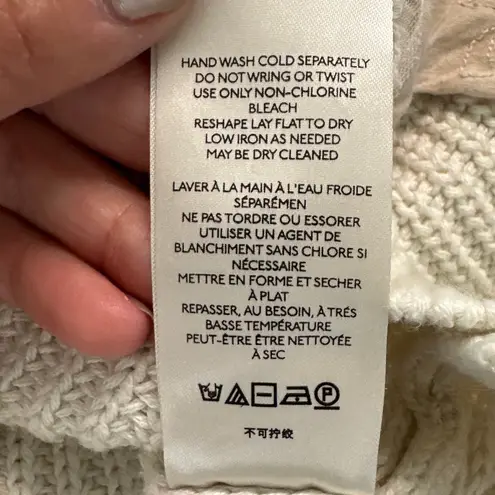 HAND WASH COLD SEPARATELY
DO NOT WRING OR TWIST
USE ONLY NON-CHLORINE
BLEACH
RESHAPE LAY FLAT TO DRY
LOW IRON AS NEEDED
MAY BE DRY CLEANED
LAVER À LA MAIN À L'EAU FROIDE
SÉPARÉMEN
NE PAS TORDRE OU ESSORER
UTILISER UN AGENT DE
BLANCHIMENT SANS CHLORE SI
NÉCESSAIRE
METTRE EN FORME ET SECHER
À PLAT
REPASSER, AU BESOIN, À TRÉS
BASSE TEMPÉRATURE
PEUT-ÊTRE ÊTRE NETTOYÉE
À SEC
P
不可拧绞